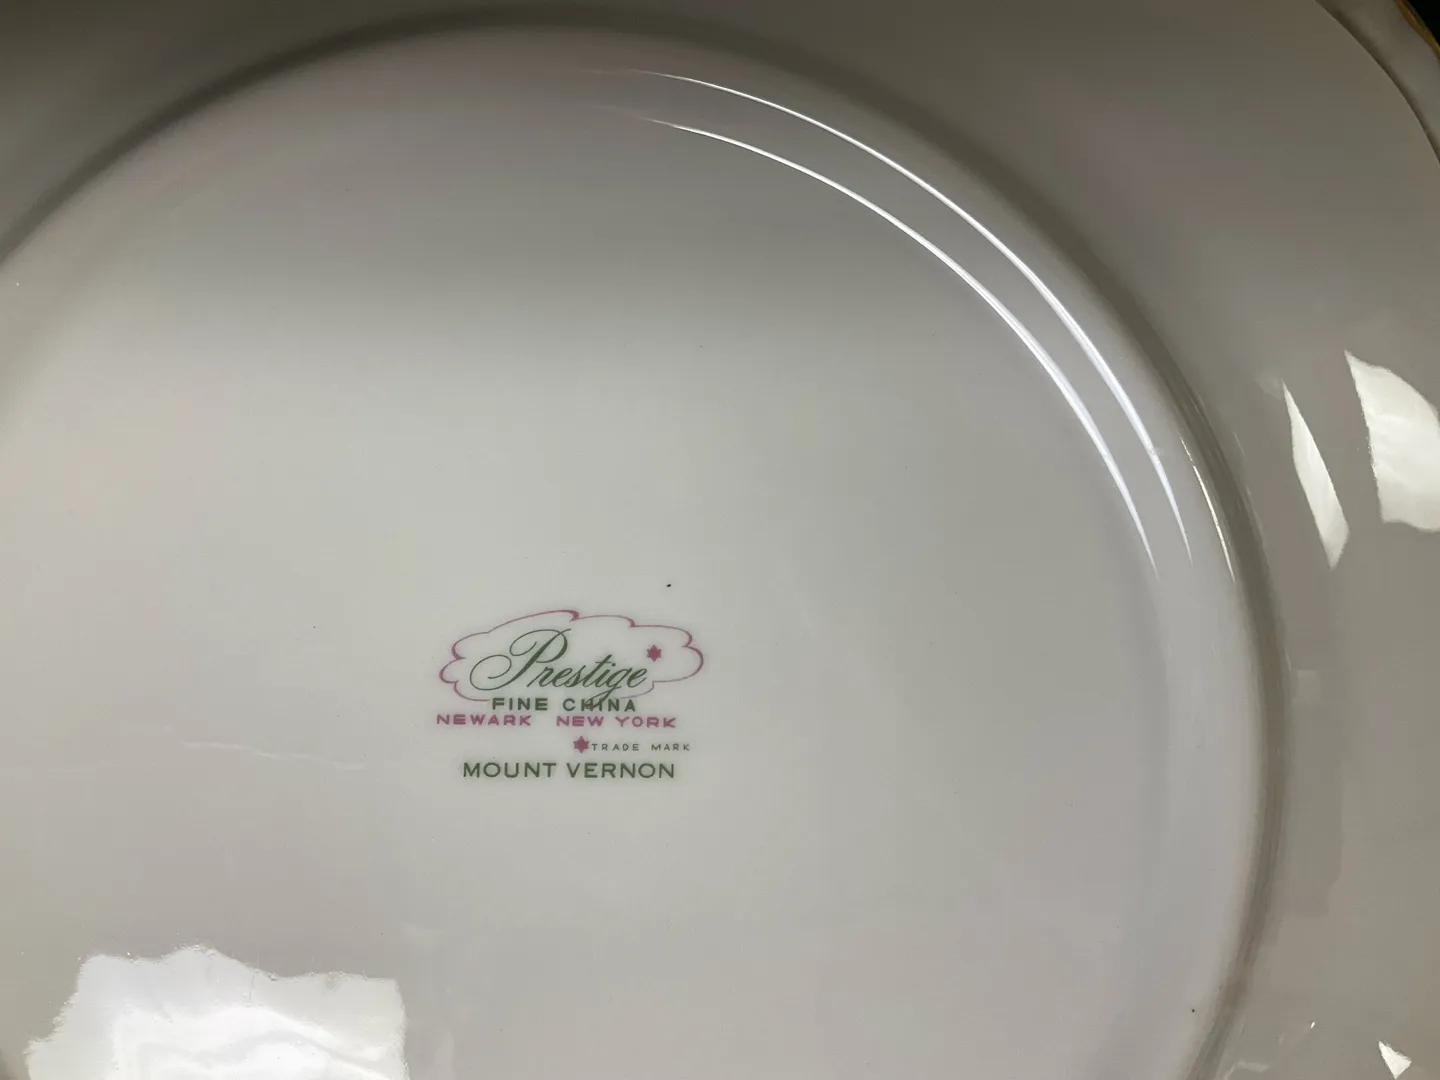 Prestige
FINE CHINA
NEWARK NEW YORK
TRADE MARK
MOUNT VERNON